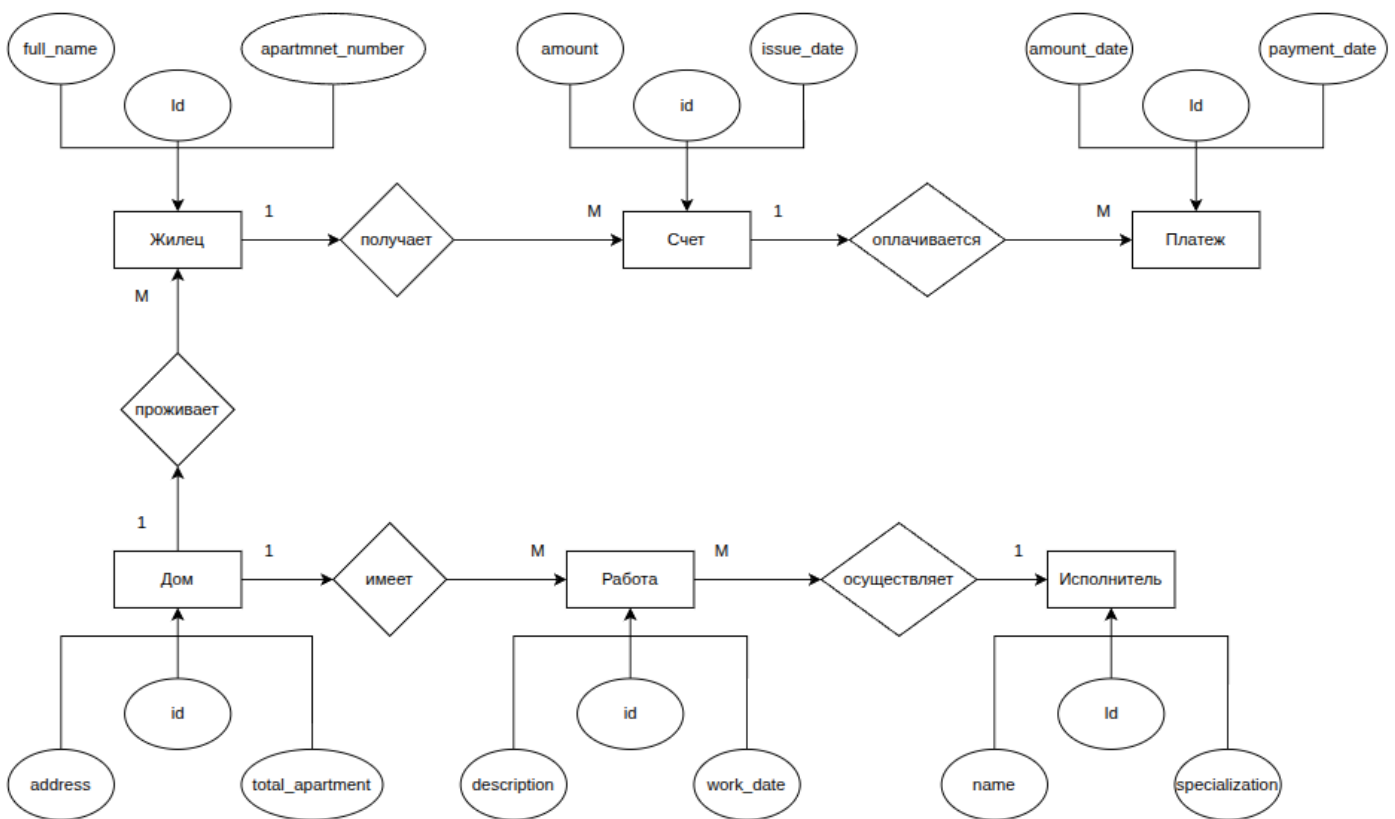 full_name
apartmnet_number
amount
issue_date
amount_date
payment_date
Id
id
Id
1
M
1
M
Жилец
получает
Счет
оплачивается
Платеж
M
проживает
1
1
M
M
1
Дом
имеет
Работа
осуществляет
Исполнитель
id
id
Id
address
total_apartment
description
work_date
name
specialization